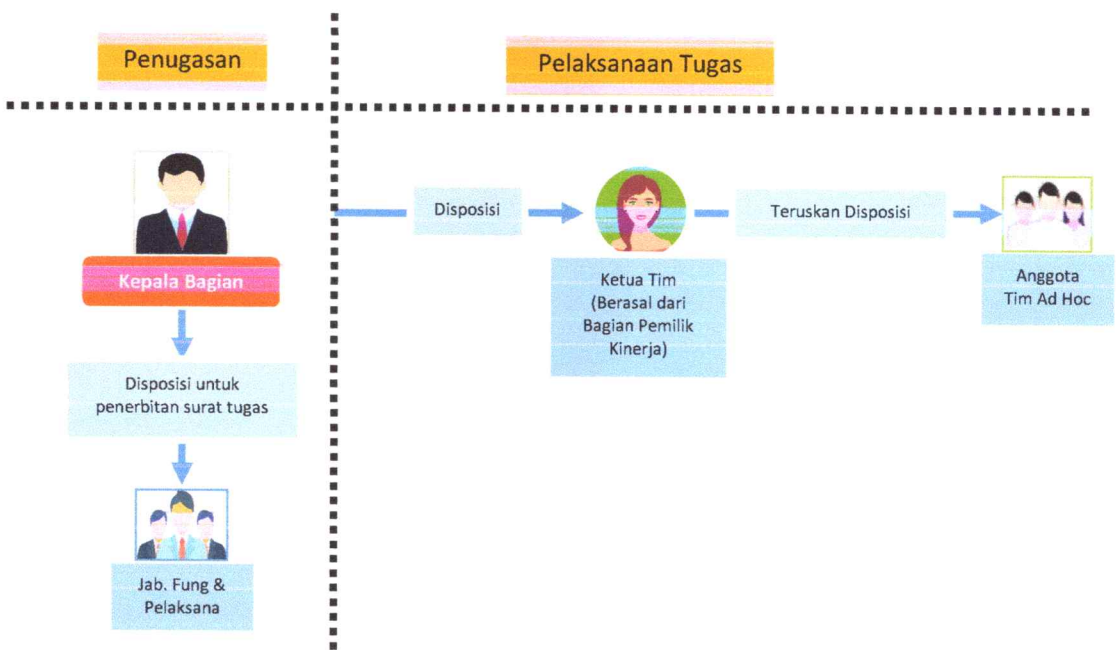 Penugasan
Pelaksanaan Tugas
Kepala Bagian
Disposisi untuk
penerbitan surat tugas
Jab. Fung &
Pelaksana
Disposisi
Ketua Tim
(Berasal dari
Bagian Pemilik
Kinerja)
Teruskan Disposisi
Anggota
Tim Ad Hoc